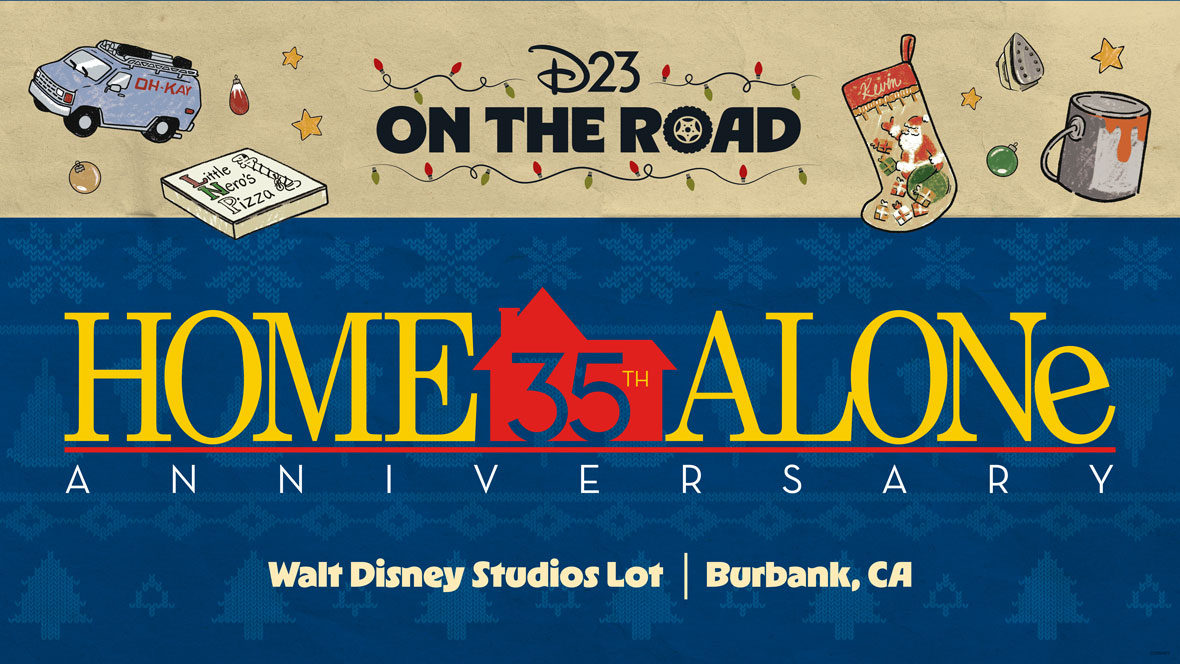 D23
ON THE ROAD
OH-KAY
Little
Nero's
Pizza
Kevin
HOME 35TH ALONe
ANNIVERSARY
Walt Disney Studios Lot | Burbank, CA